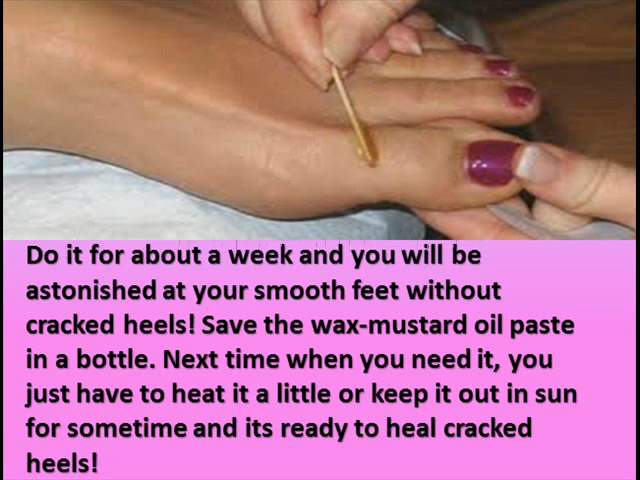 Do it for about a week and you will be
astonished at your smooth feet without
cracked heels! Save the wax-mustard oil paste
in a bottle. Next time when you need it, you
just have to heat it a little or keep it out in sun
for sometime and its ready to heal cracked
heels!